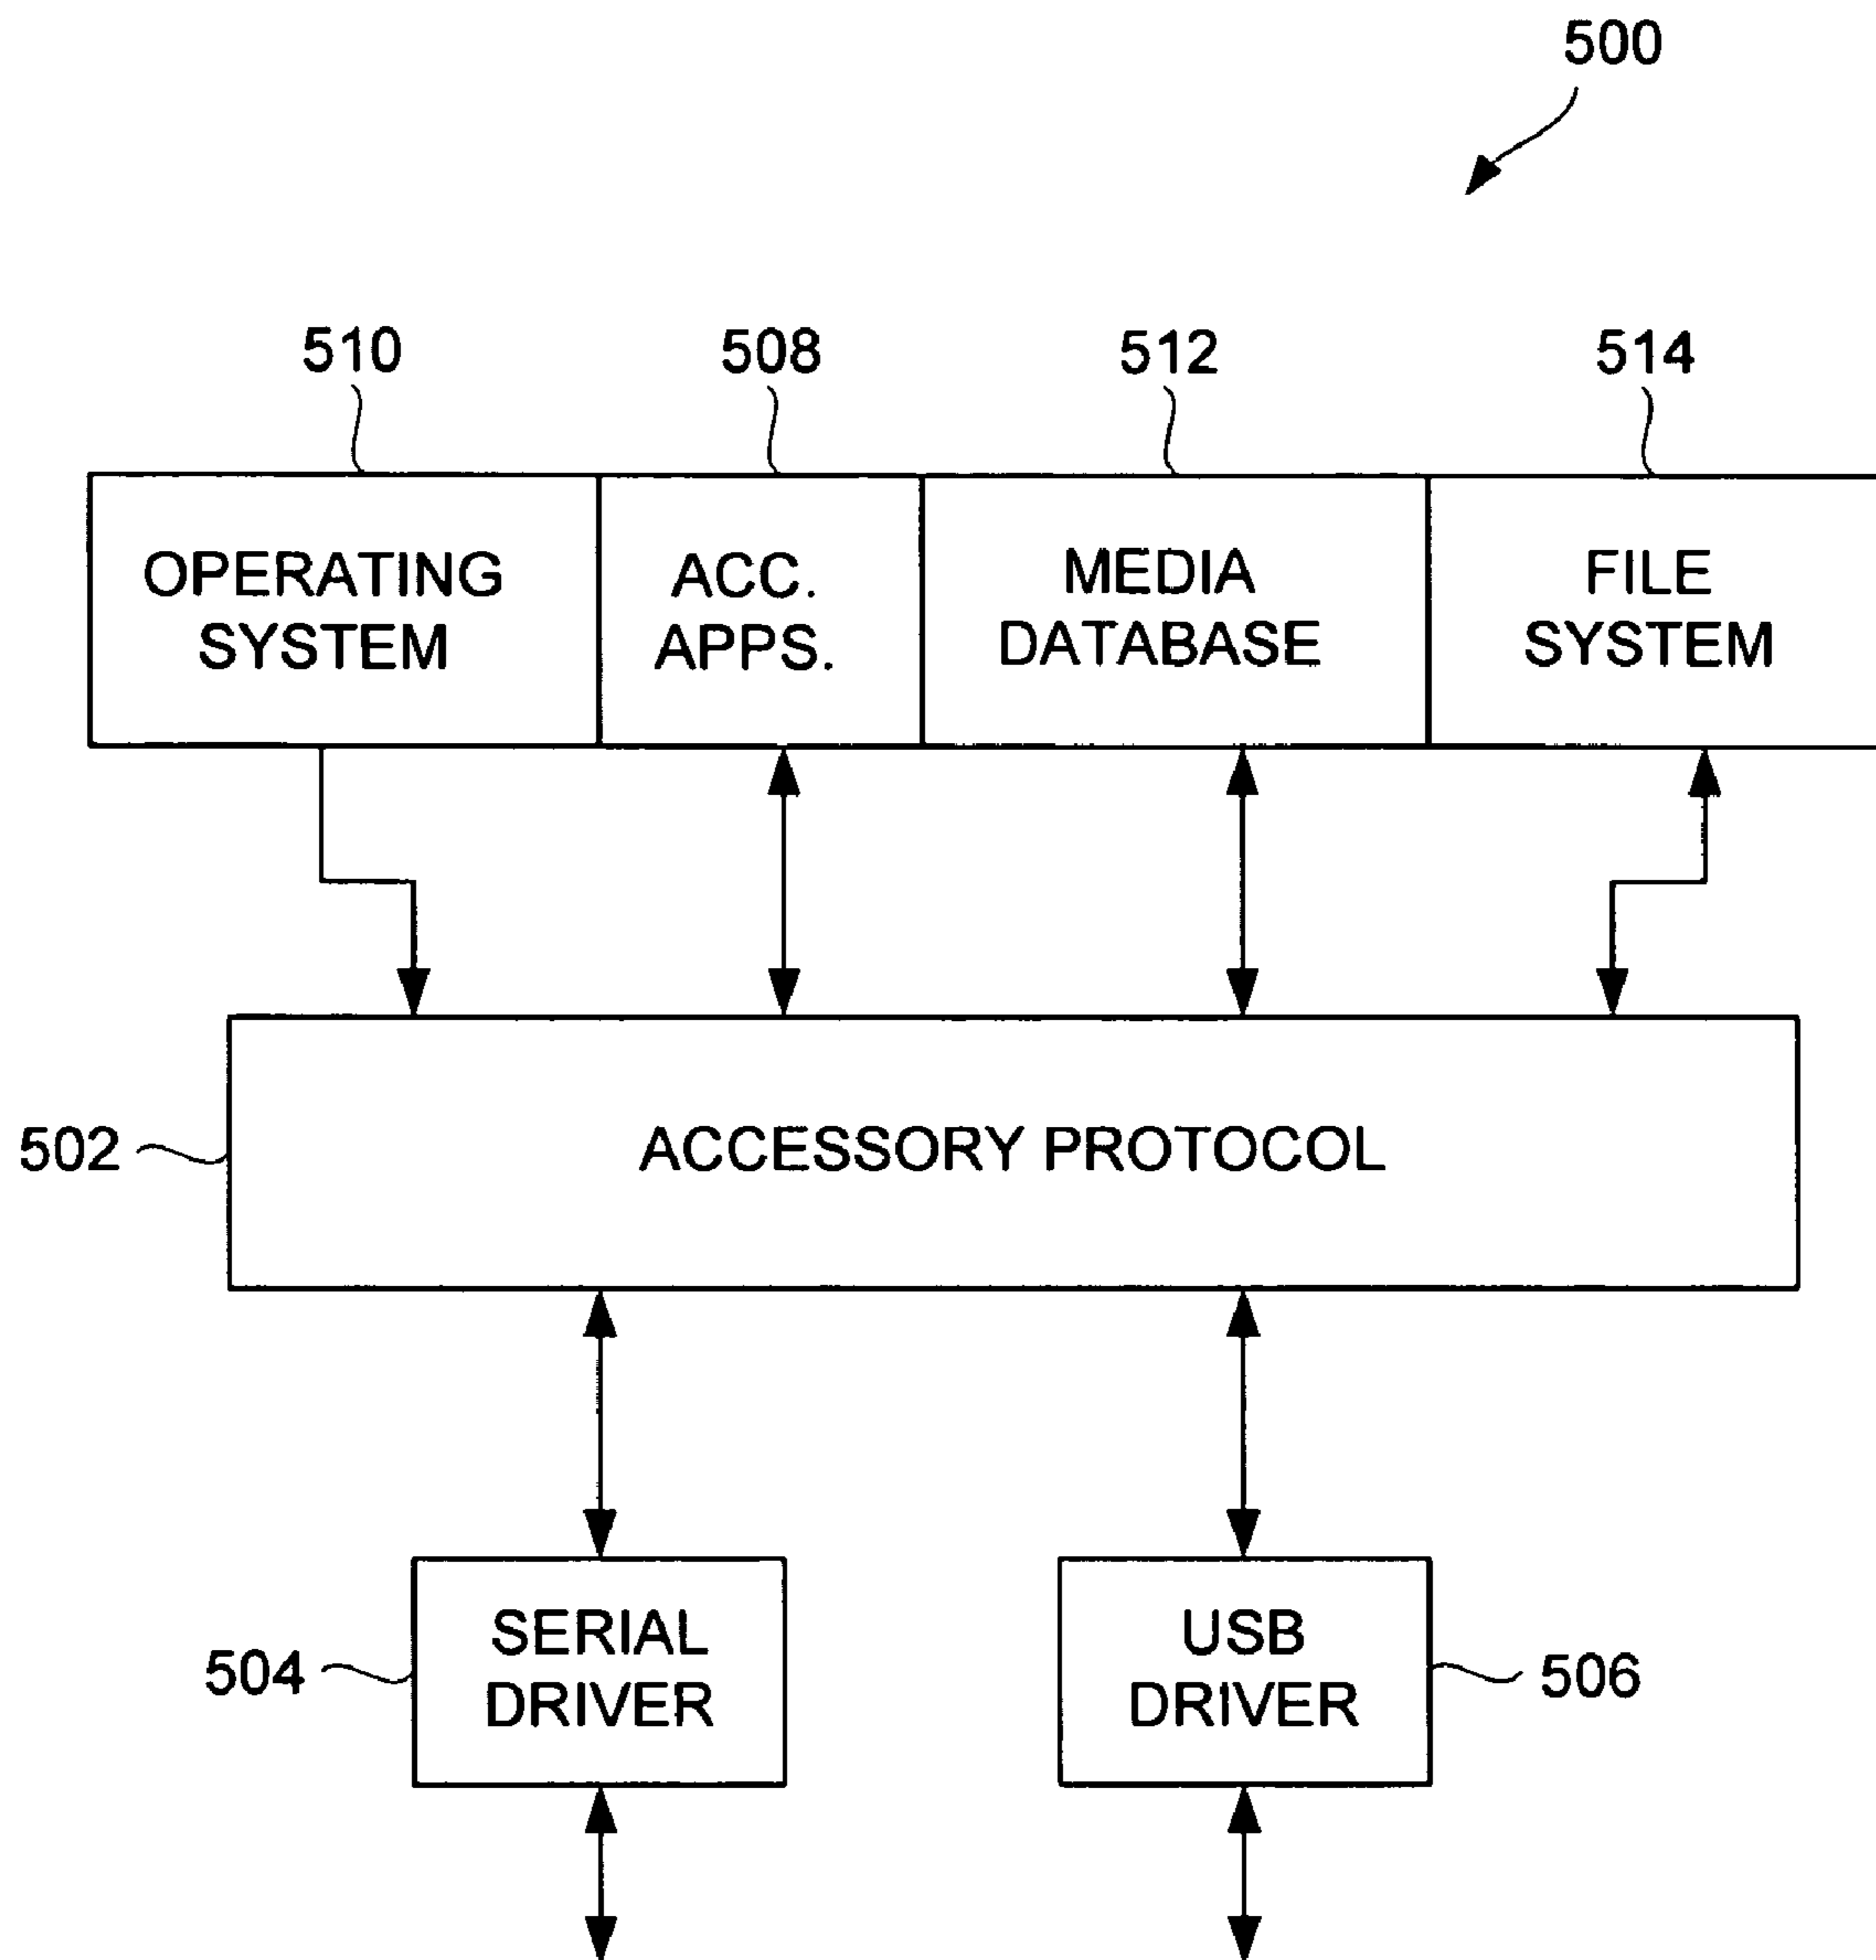 500
510
508
512
514
OPERATING
SYSTEM
ACC.
APPS.
MEDIA
DATABASE
FILE
SYSTEM
502
ACCESSORY PROTOCOL
504
SERIAL
DRIVER
USB
DRIVER
506